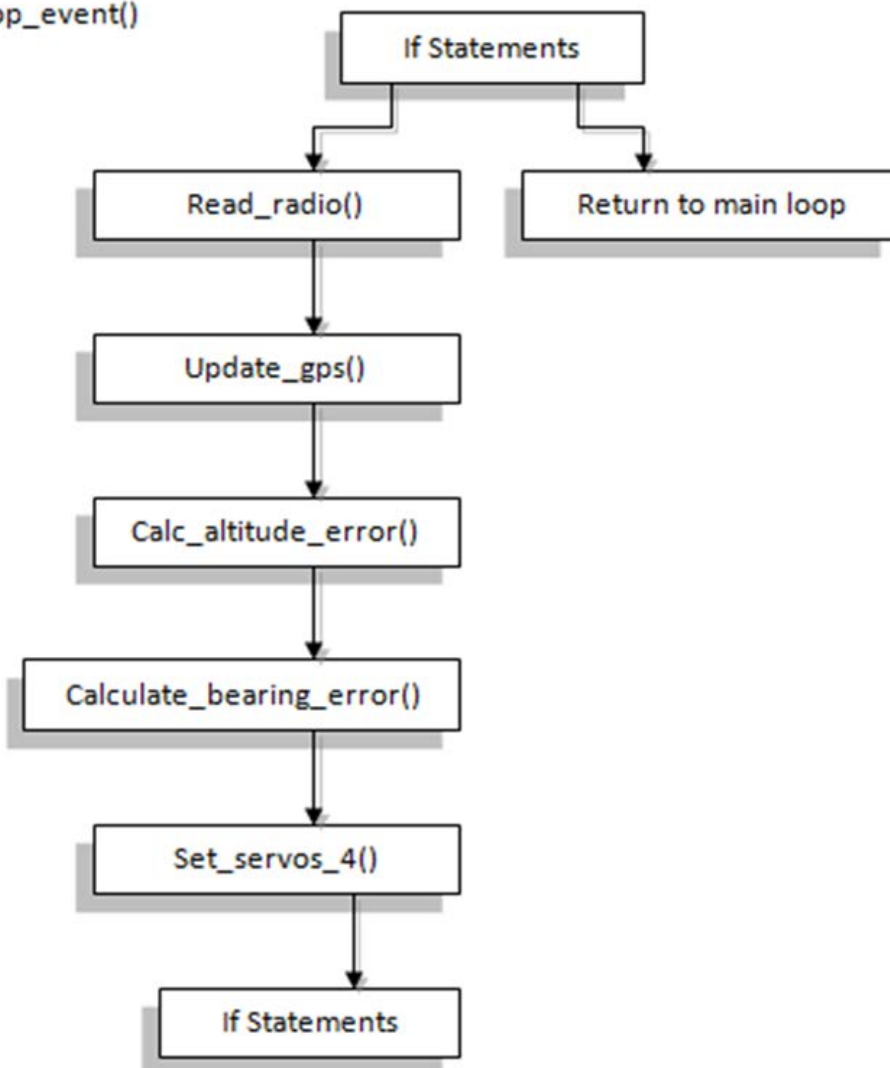 op_event()
If Statements
Read_radio()
Return to main loop
Update_gps()
Calc_altitude_error()
Calculate_bearing_error()
Set_servos_4()
If Statements